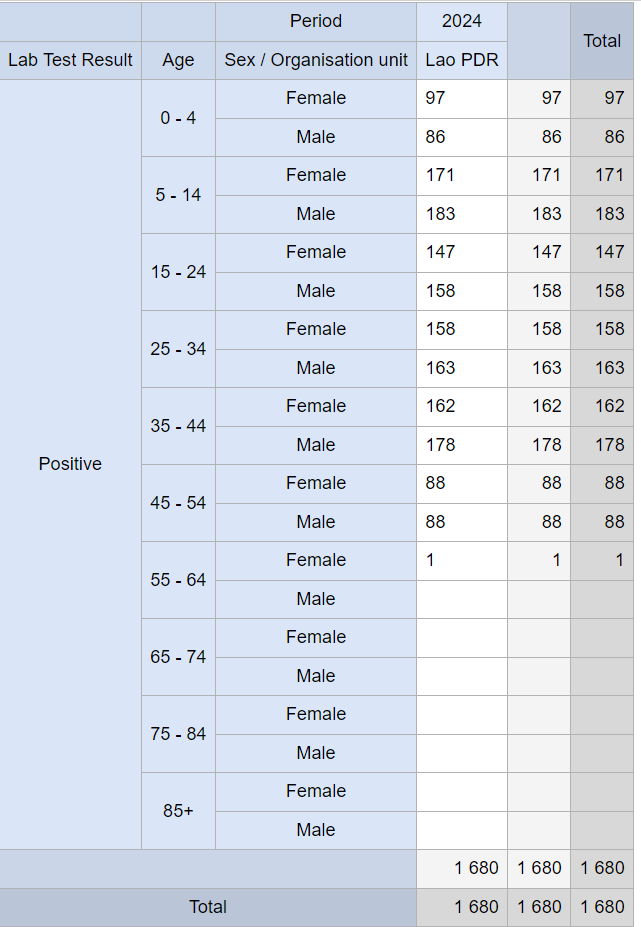 Period 2024 Total
Lab Test Result Age Sex / Organisation unit Lao PDR
Positive 0 - 4 Female 97 97 97
Male 86 86 86
5 - 14 Female 171 171 171
Male 183 183 183
15 - 24 Female 147 147 147
Male 158 158 158
25 - 34 Female 158 158 158
Male 163 163 163
35 - 44 Female 162 162 162
Male 178 178 178
45 - 54 Female 88 88 88
Male 88 88 88
55 - 64 Female 1 1 1
Male
65 - 74 Female
Male
75 - 84 Female
Male
85+ Female
Male
1 680 1 680 1 680
Total 1 680 1 680 1 680